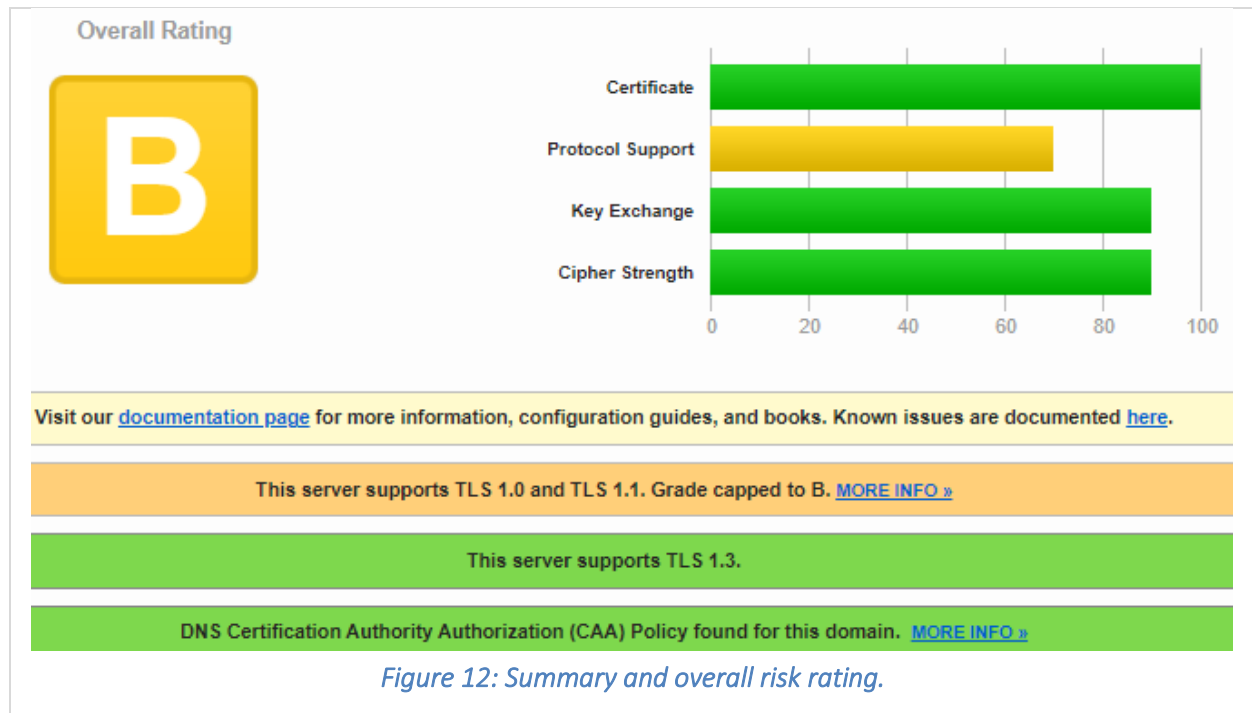 Overall Rating
B
Certificate
Protocol Support
Key Exchange
Cipher Strength
0 20 40 60 80 100
Visit our documentation page for more information, configuration guides, and books. Known issues are documented here.
This server supports TLS 1.0 and TLS 1.1. Grade capped to B. MORE INFO »
This server supports TLS 1.3.
DNS Certification Authority Authorization (CAA) Policy found for this domain. MORE INFO »
Figure 12: Summary and overall risk rating.